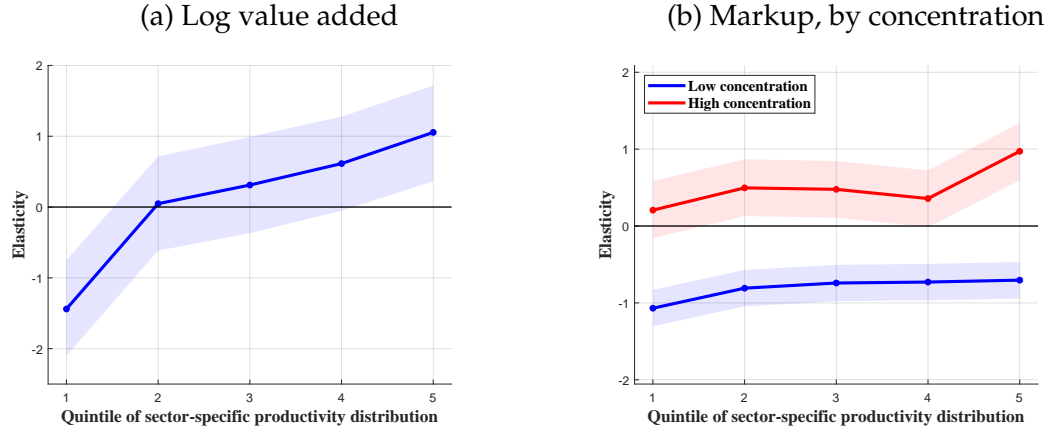 (a) Log value added
2
1
0
-1
-2
Elasticity
1 2 3 4 5
Quintile of sector-specific productivity distribution
(b) Markup, by concentration
Low concentration
High concentration
2
1
0
-1
-2
Elasticity
1 2 3 4 5
Quintile of sector-specific productivity distribution